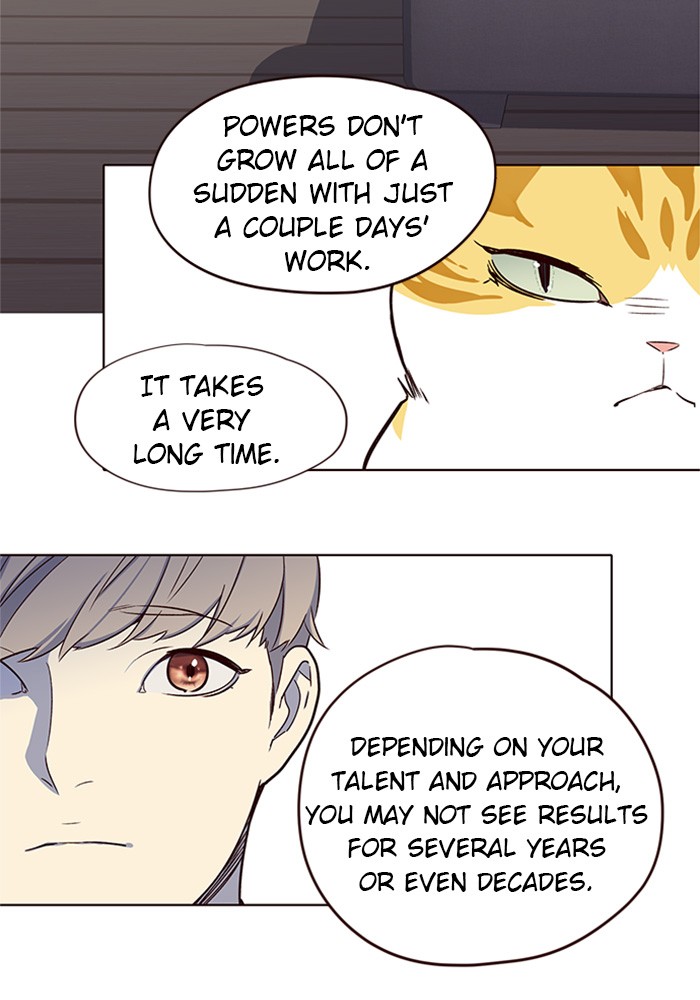 POWERS DON'T
GROW ALL OF A
SUDDEN WITH JUST
A COUPLE DAYS'
WORK.
IT TAKES
A VERY
LONG TIME.
DEPENDING ON YOUR
TALENT AND APPROACH,
YOU MAY NOT SEE RESULTS
FOR SEVERAL YEARS
OR EVEN DECADES.